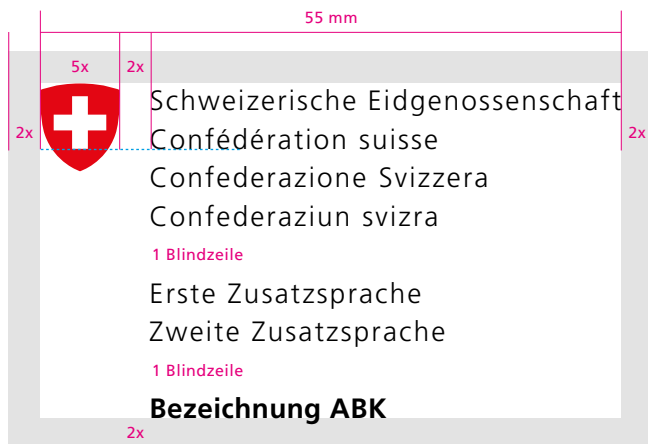 55 mm
5x 2x
Schweizerische Eidgenossenschaft
2x Confédération suisse 2x
Confederazione Svizzera
Confederaziun svizra
1 Blindzeile
Erste Zusatzsprache
Zweite Zusatzsprache
1 Blindzeile
Bezeichnung ABK
2x